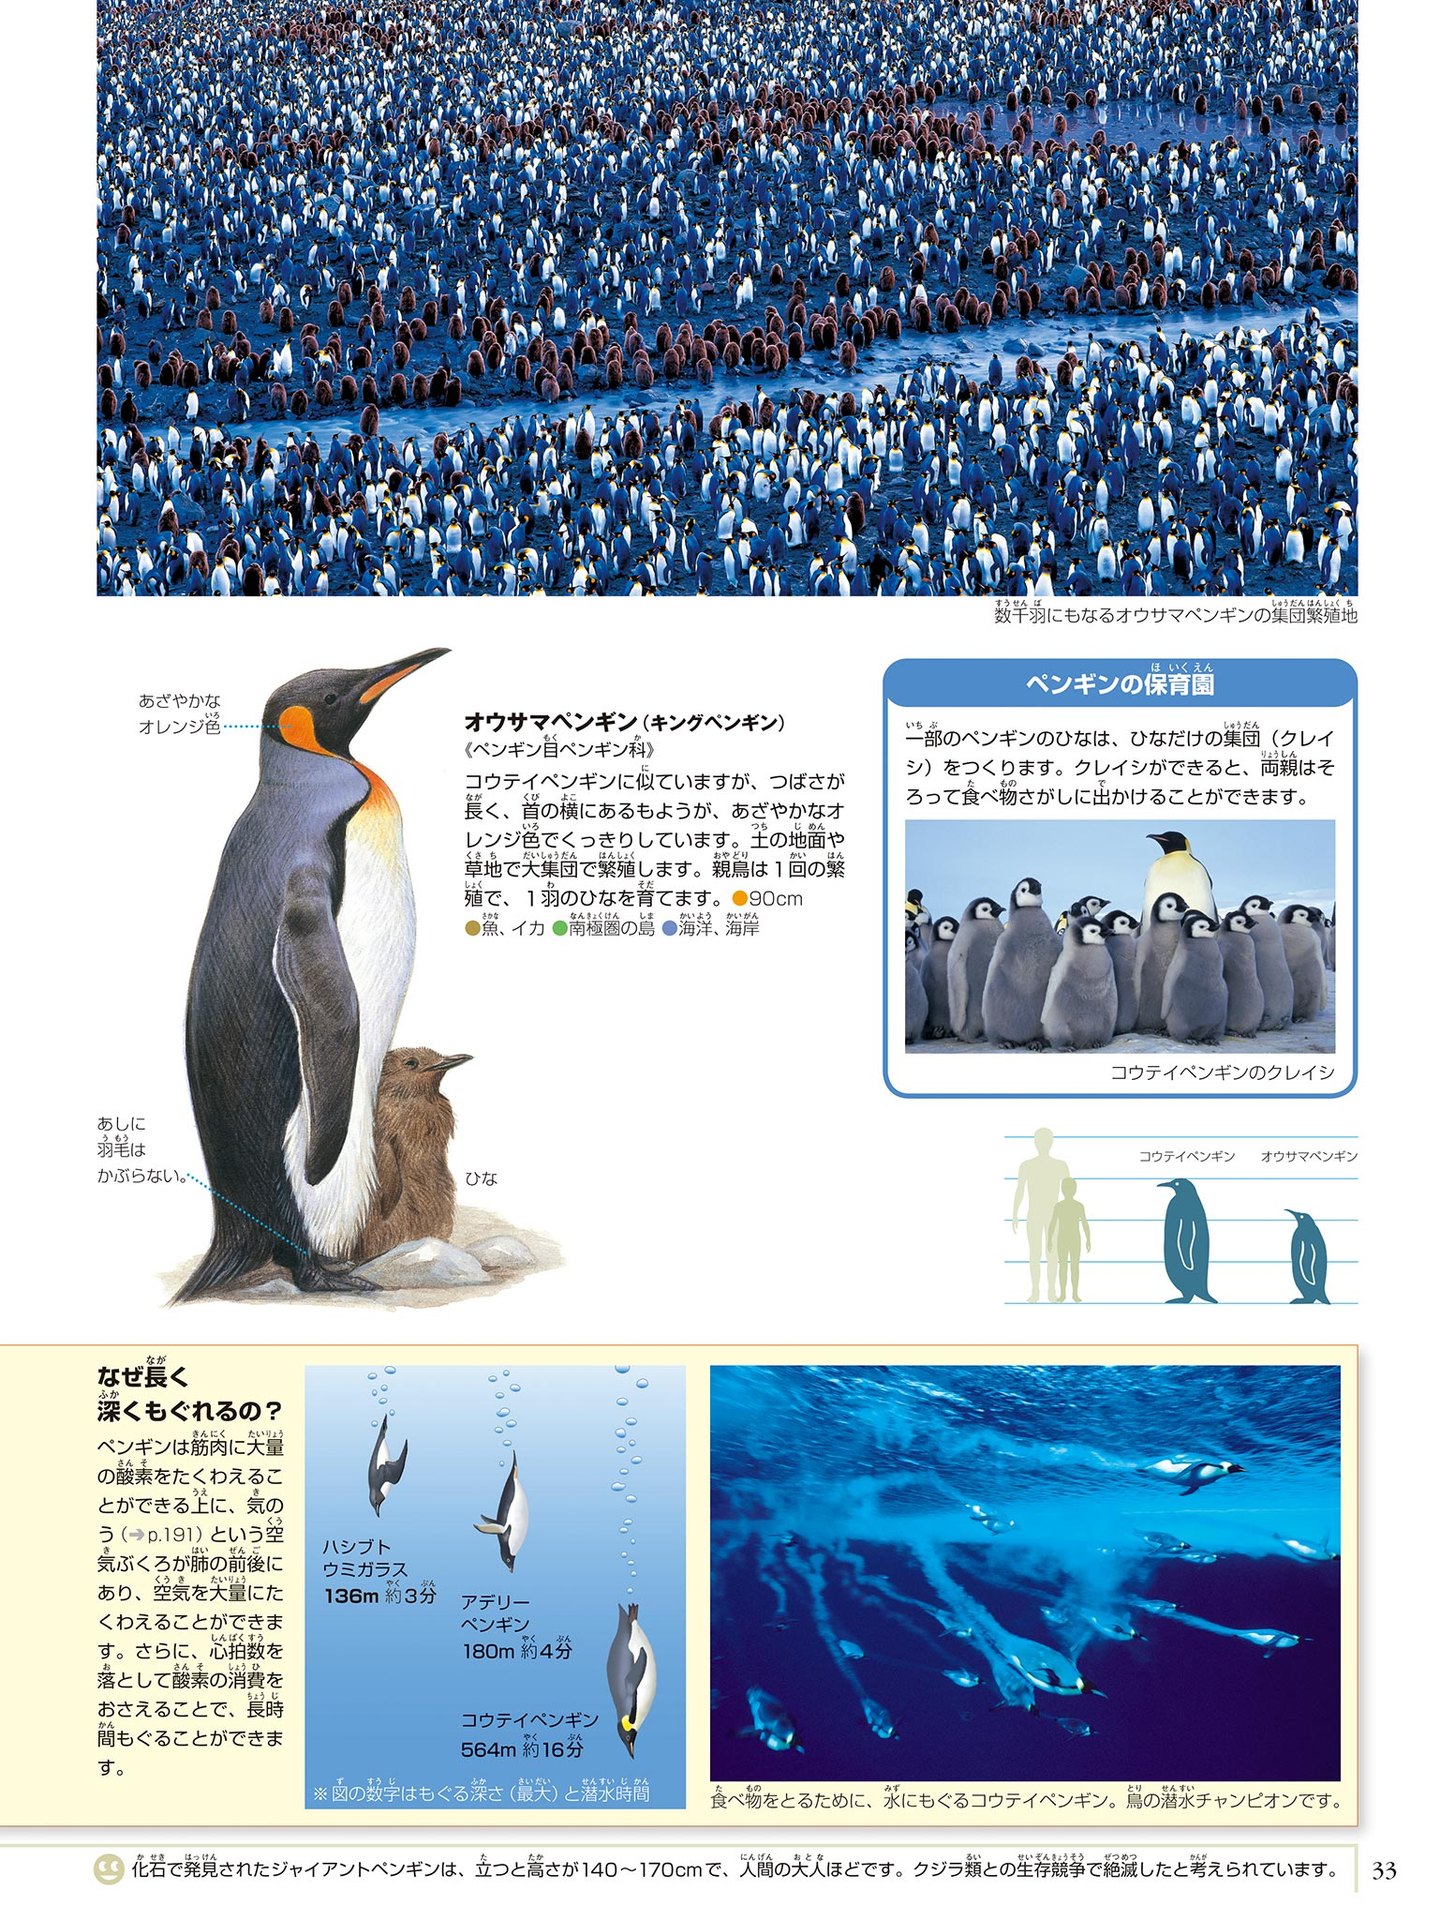 数千羽にもなるオウサマペンギンの集団繁殖地
あざやかな
オレンジ色
オウサマペンギン（キングペンギン）
《ペンギン目ペンギン科》
コウテイペンギンに似ていますが、つばさが
長く、首の横にあるもようが、あざやかなオ
レンジ色でくっきりしています。土の地面や
草地で大集団で繁殖します。親鳥は1回の繁
殖で、1羽のひなを育てます。●90cm
●魚、イカ ●南極圏の島 ●海洋、海岸
あしに
羽毛は
かぶらない。
ひな
ペンギンの保育園
一部のペンギンのひなは、ひなだけの集団（クレイ
シ）をつくります。クレイシができると、両親はそ
ろって食べ物さがしに出かけることができます。
コウテイペンギンのクレイシ
コウテイペンギン オウサマペンギン
なぜ長く
深くもぐれるの？
ペンギンは筋肉に大量
の酸素をたくわえるこ
とができる上に、気の
う（➔p.191）という空
気ぶくろが肺の前後に
あり、空気を大量にた
くわえることができま
す。さらに、心拍数を
落として酸素の消費を
おさえることで、長時
間もぐることができま
す。
ハシブト
ウミガラス
136m 約3分
アデリー
ペンギン
180m 約4分
コウテイペンギン
564m 約16分
※図の数字はもぐる深さ（最大）と潜水時間
食べ物をとるために、水にもぐるコウテイペンギン。鳥の潜水チャンピオンです。
化石で発見されたジャイアントペンギンは、立つと高さが140〜170cmで、人間の大人ほどです。クジラ類との生存競争で絶滅したと考えられています。
33